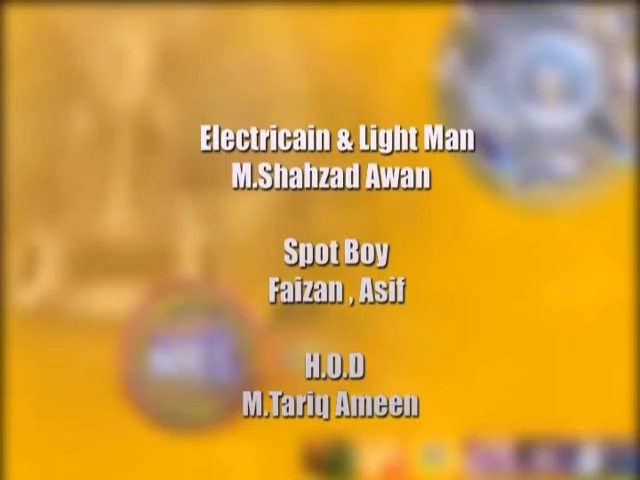 Electricain & Light Man
M.Shahzad Awan
Spot Boy
Faizan , Asif
H.O.D
M.Tariq Ameen